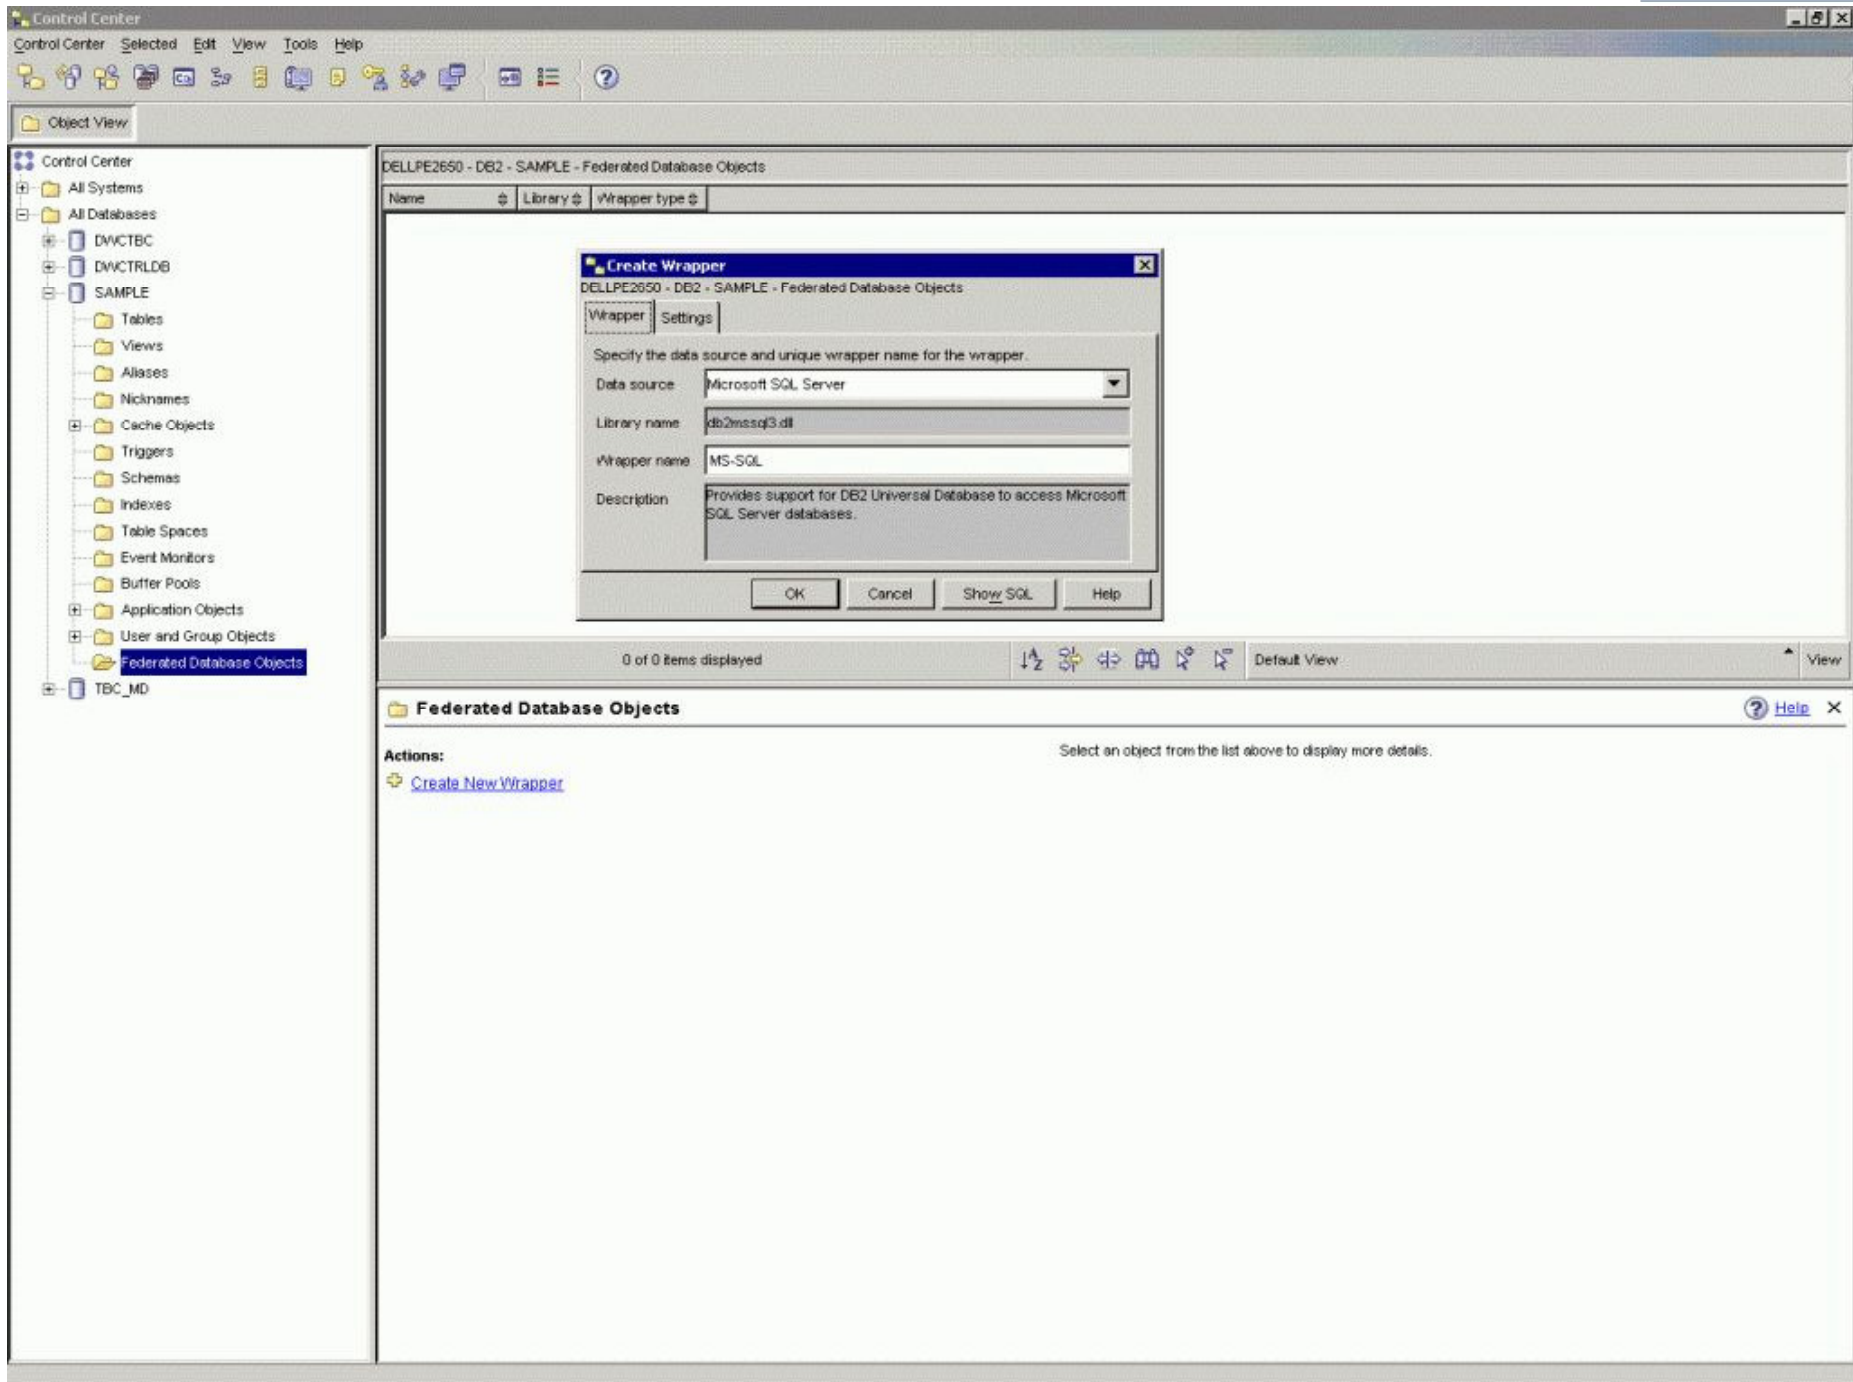 Control Center
Control Center Selected Edit View Tools Help
Object View
Control Center
All Systems
All Databases
DWCTBC
DWCTRLDB
SAMPLE
Tables
Views
Aliases
Nicknames
Cache Objects
Triggers
Schemas
Indexes
Table Spaces
Event Monitors
Buffer Pools
Application Objects
User and Group Objects
Federated Database Objects
TBC_MD
DELLPE2650 - DB2 - SAMPLE - Federated Database Objects
Name Library Wrapper type
Create Wrapper
DELLPE2650 - DB2 - SAMPLE - Federated Database Objects
Wrapper Settings
Specify the data source and unique wrapper name for the wrapper.
Data source Microsoft SQL Server
Library name db2mssql3.dll
Wrapper name MS-SQL
Description Provides support for DB2 Universal Database to access Microsoft
SQL Server databases.
OK Cancel Show SQL Help
0 of 0 items displayed Default View View
Federated Database Objects Help
Actions:
Create New Wrapper
Select an object from the list above to display more details.